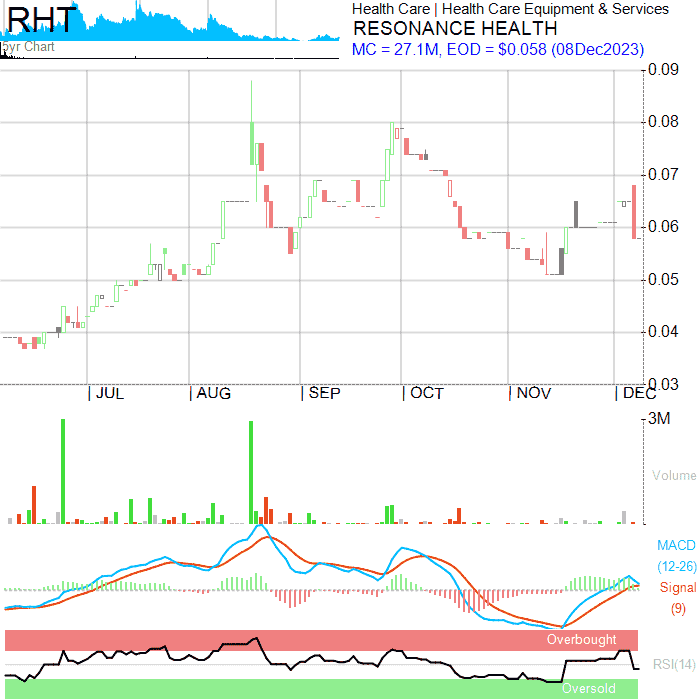 RHT
5yr Chart
Health Care | Health Care Equipment & Services
RESONANCE HEALTH
MC = 27.1M, EOD = $0.058 (08Dec2023)
0.09
0.08
0.07
0.06
0.05
0.04
0.03
| JUL | AUG | SEP | OCT | NOV | DEC
3M
Volume
MACD
(12-26)
Signal
(9)
Overbought
RSI(14)
Oversold